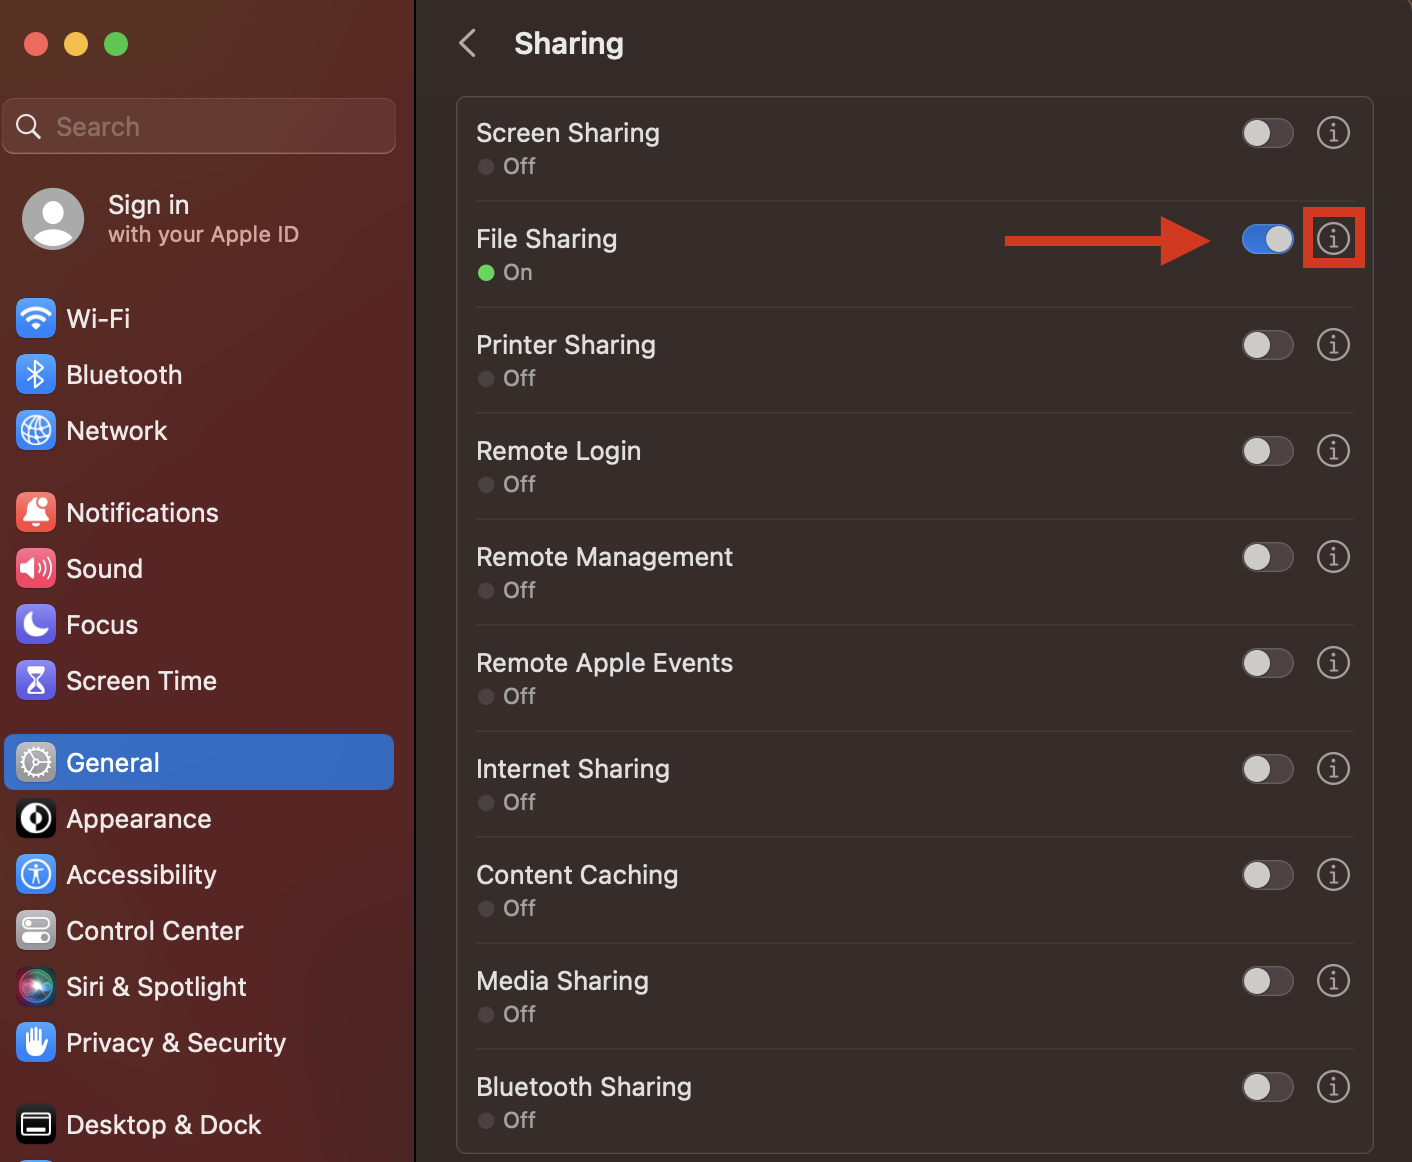 Search
Sign in
with your Apple ID
Wi-Fi
Bluetooth
Network
Notifications
Sound
Focus
Screen Time
General
Appearance
Accessibility
Control Center
Siri & Spotlight
Privacy & Security
Desktop & Dock
Sharing
Screen Sharing
Off
File Sharing
On
Printer Sharing
Off
Remote Login
Off
Remote Management
Off
Remote Apple Events
Off
Internet Sharing
Off
Content Caching
Off
Media Sharing
Off
Bluetooth Sharing
Off